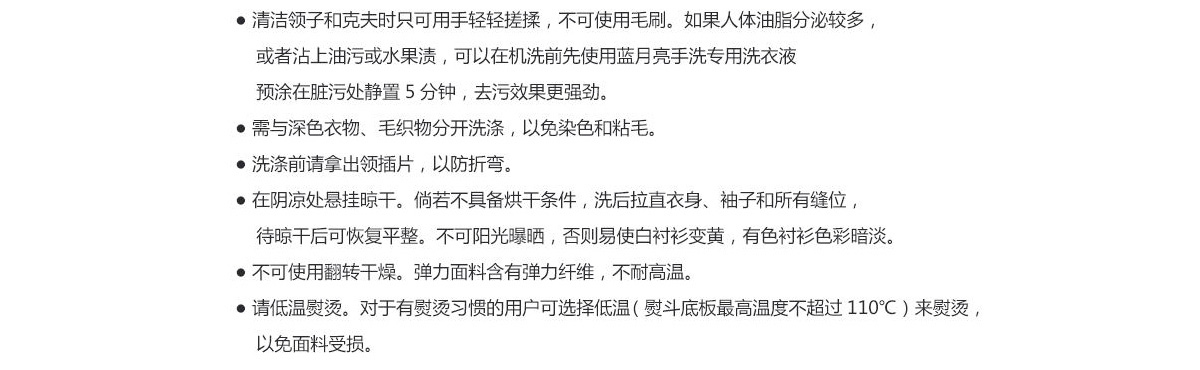 ● 清洁领子和克夫时只可用手轻轻搓揉，不可使用毛刷。如果人体油脂分泌较多，
或者沾上油污或水果渍，可以在机洗前先使用蓝月亮手洗专用洗衣液
预涂在脏污处静置 5 分钟，去污效果更强劲。
● 需与深色衣物、毛织物分开洗涤，以免染色和粘毛。
● 洗涤前请拿出领插片，以防折弯。
● 在阴凉处悬挂晾干。倘若不具备烘干条件，洗后拉直衣身、袖子和所有缝位，
待晾干后可恢复平整。不可阳光曝晒，否则易使白衬衫变黄，有色衬衫色彩暗淡。
● 不可使用翻转干燥。弹力面料含有弹力纤维，不耐高温。
● 请低温熨烫。对于有熨烫习惯的用户可选择低温（熨斗底板最高温度不超过 110℃）来熨烫，
以免面料受损。